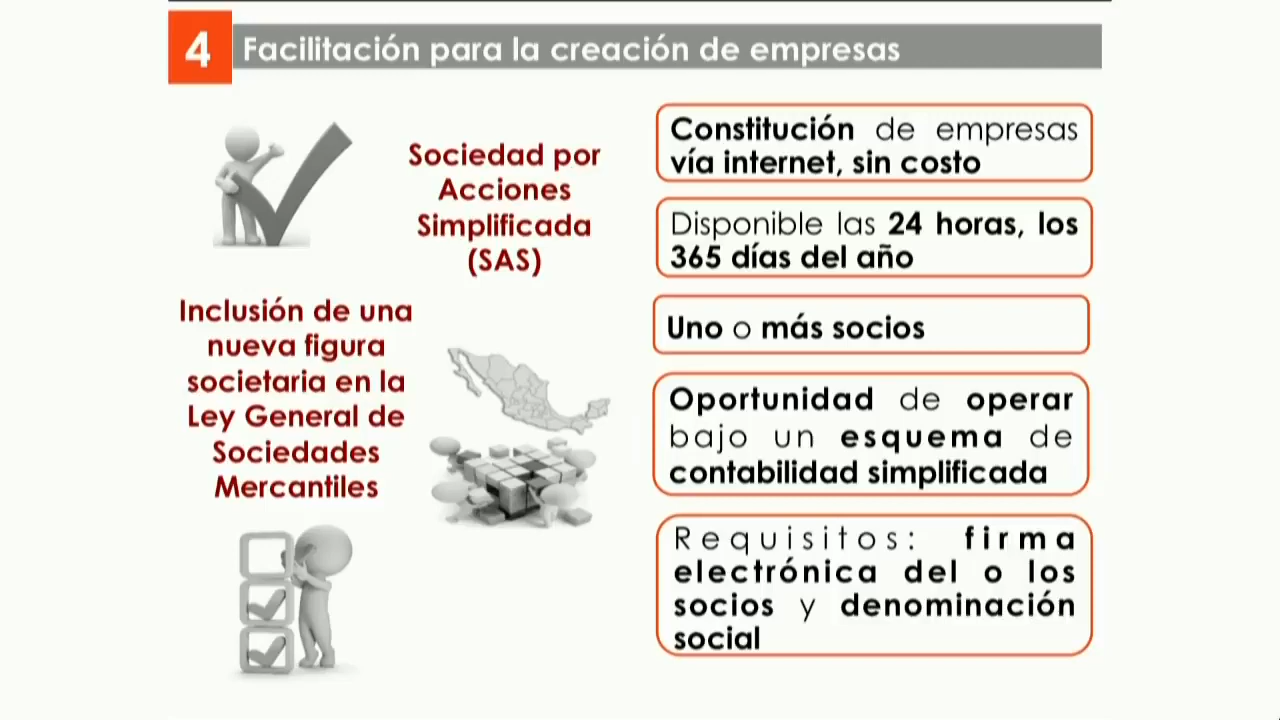 4 Facilitación para la creación de empresas
Sociedad por
Acciones
Simplificada
(SAS)
Inclusión de una
nueva figura
societaria en la
Ley General de
Sociedades
Mercantiles
Constitución de empresas
vía internet, sin costo
Disponible las 24 horas, los
365 días del año
Uno o más socios
Oportunidad de operar
bajo un esquema de
contabilidad simplificada
Requisitos: firma
electrónica del o los
socios y denominación
social